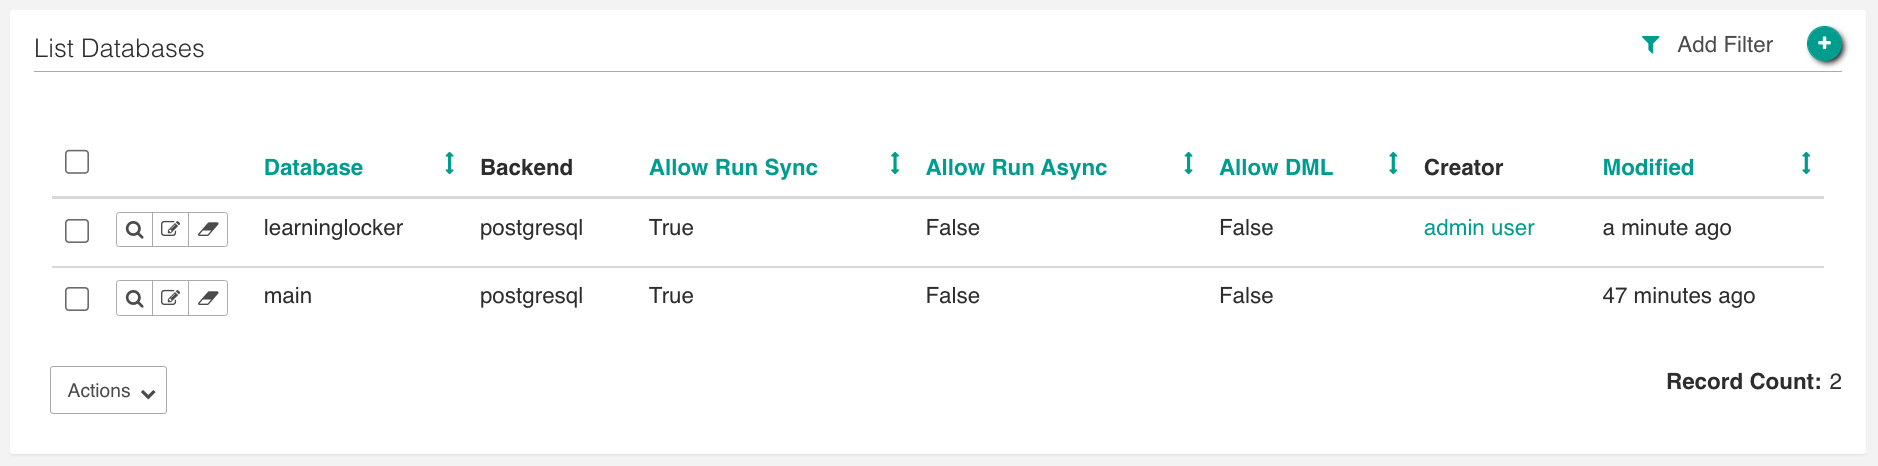 List Databases
Add Filter
Database Backend Allow Run Sync Allow Run Async Allow DML Creator Modified
learninglocker postgresql True False False admin user a minute ago
main postgresql True False False 47 minutes ago
Actions
Record Count: 2